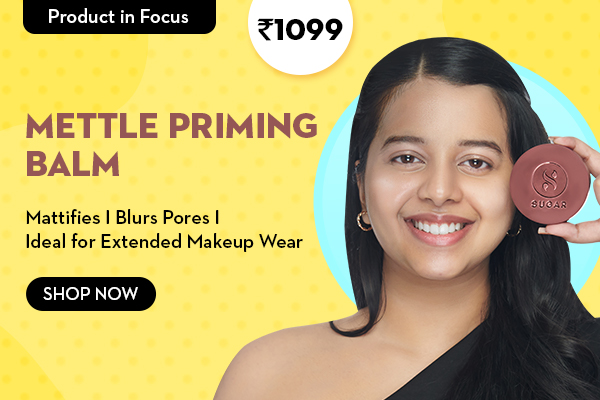 Product in Focus
₹1099
METTLE PRIMING
BALM
Mattifies I Blurs Pores I
Ideal for Extended Makeup Wear
SHOP NOW
SUGAR